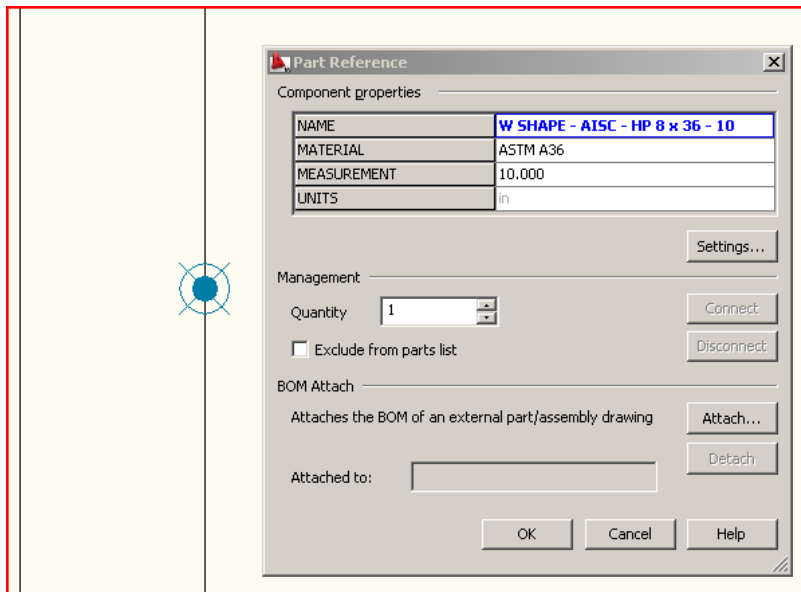 Part Reference
Component properties
NAME W SHAPE - AISC - HP 8 x 36 - 10
MATERIAL ASTM A36
MEASUREMENT 10.000
UNITS in
Settings...
Management
Quantity 1 Connect
Exclude from parts list Disconnect
BOM Attach
Attaches the BOM of an external part/assembly drawing Attach...
Detach
Attached to:
OK Cancel Help